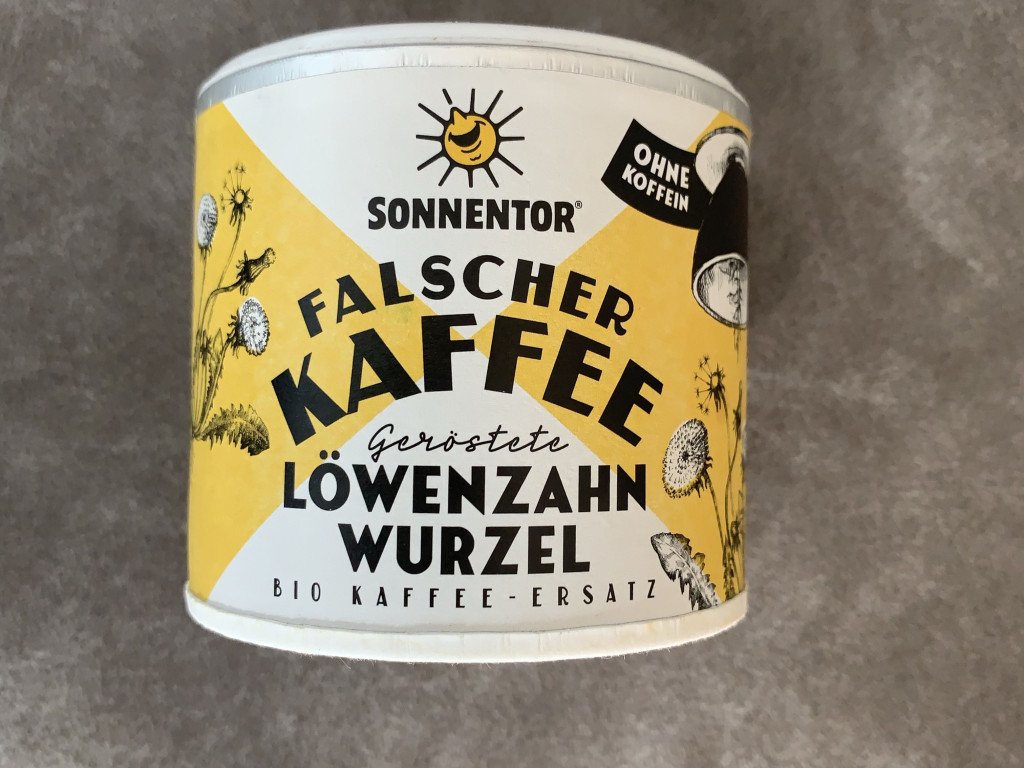 SONNENTOR®
OHNE
KOFFEIN
FALSCHER
KAFFEE
Geröstete
LÖWENZAHN
WURZEL
BIO KAFFEE-ERSATZ